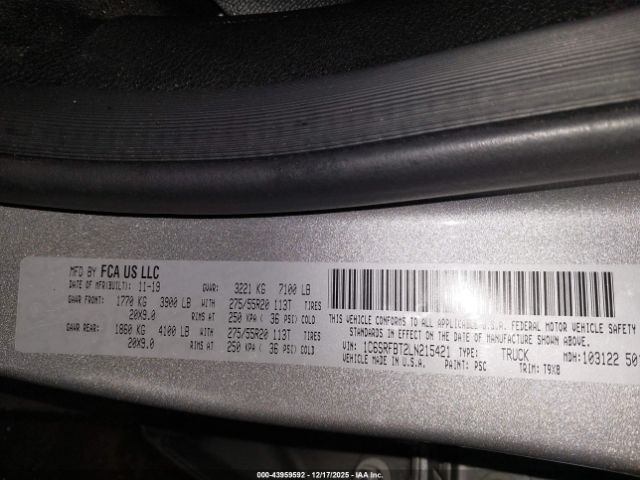 MFD BY FCA US LLC
DATE OF MFR(BUILT): 11-19 GVWR: 3221 KG 7100 LB
GAWR FRONT: 1770 KG 3900 LB WITH 275/55R20 113T TIRES
20X9.0 RIMS AT 250 KPA ( 36 PSI) COLD
GAWR REAR: 1860 KG 4100 LB WITH 275/55R20 113T TIRES
20X9.0 RIMS AT 250 KPA ( 36 PSI) COLD
THIS VEHICLE CONFORMS TO ALL APPLICABLE U.S.A. FEDERAL MOTOR VEHICLE SAFETY
STANDARDS IN EFFECT ON THE DATE OF MANUFACTURE SHOWN ABOVE.
VIN: 1C6SRFBT2LN215421 TYPE: TRUCK MDH: 103122
VEHICLE MADE IN U.S.A. PAINT: PSC TRIM: T9X8
000-43959592 - 12/17/2025 - IAAI.COM